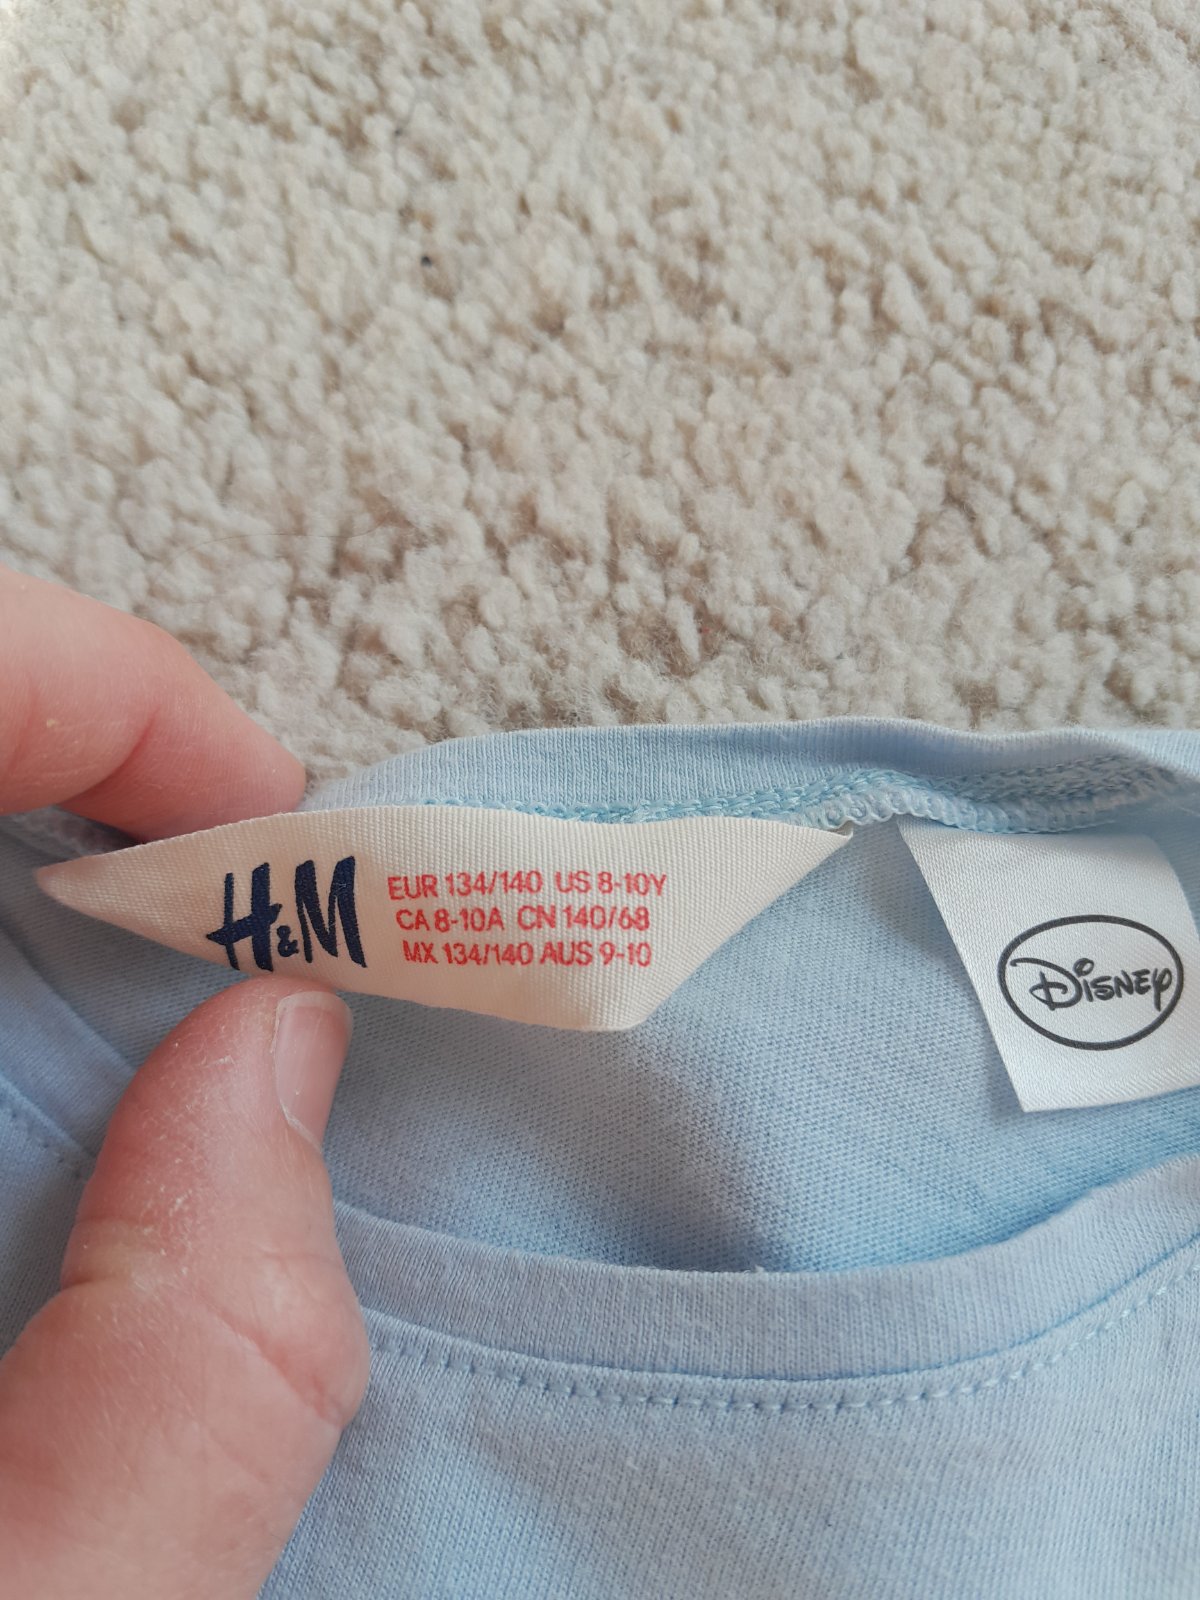 H&M
EUR 134/140 US 8-10Y
CA 8-10A CN 140/68
MX 134/140 AUS 9-10
Disney